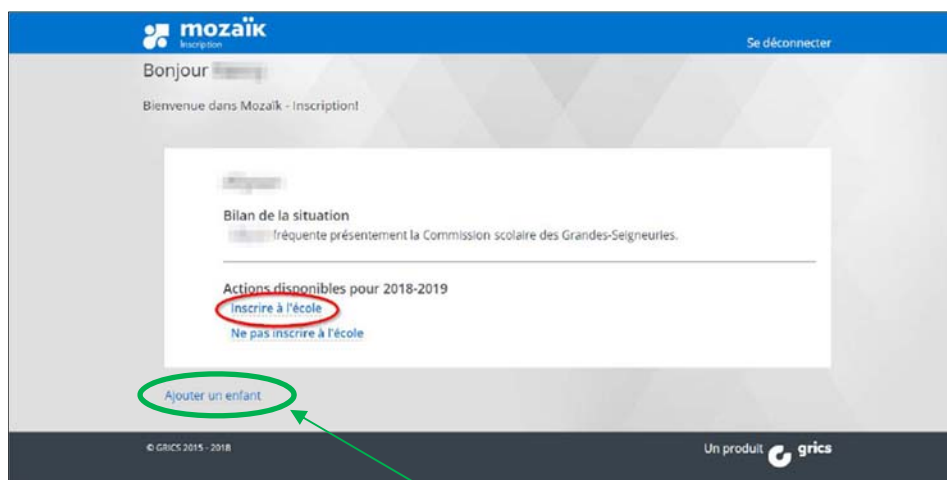 mozaïk
Inscription
Se déconnecter
Bonjour
Bienvenue dans Mozaïk - Inscription!
Bilan de la situation
fréquente présentement la Commission scolaire des Grandes-Seigneuries.
Actions disponibles pour 2018-2019
Inscrire à l'école
Ne pas inscrire à l'école
Ajouter un enfant
© GRICS 2015 - 2018
Un produit grics